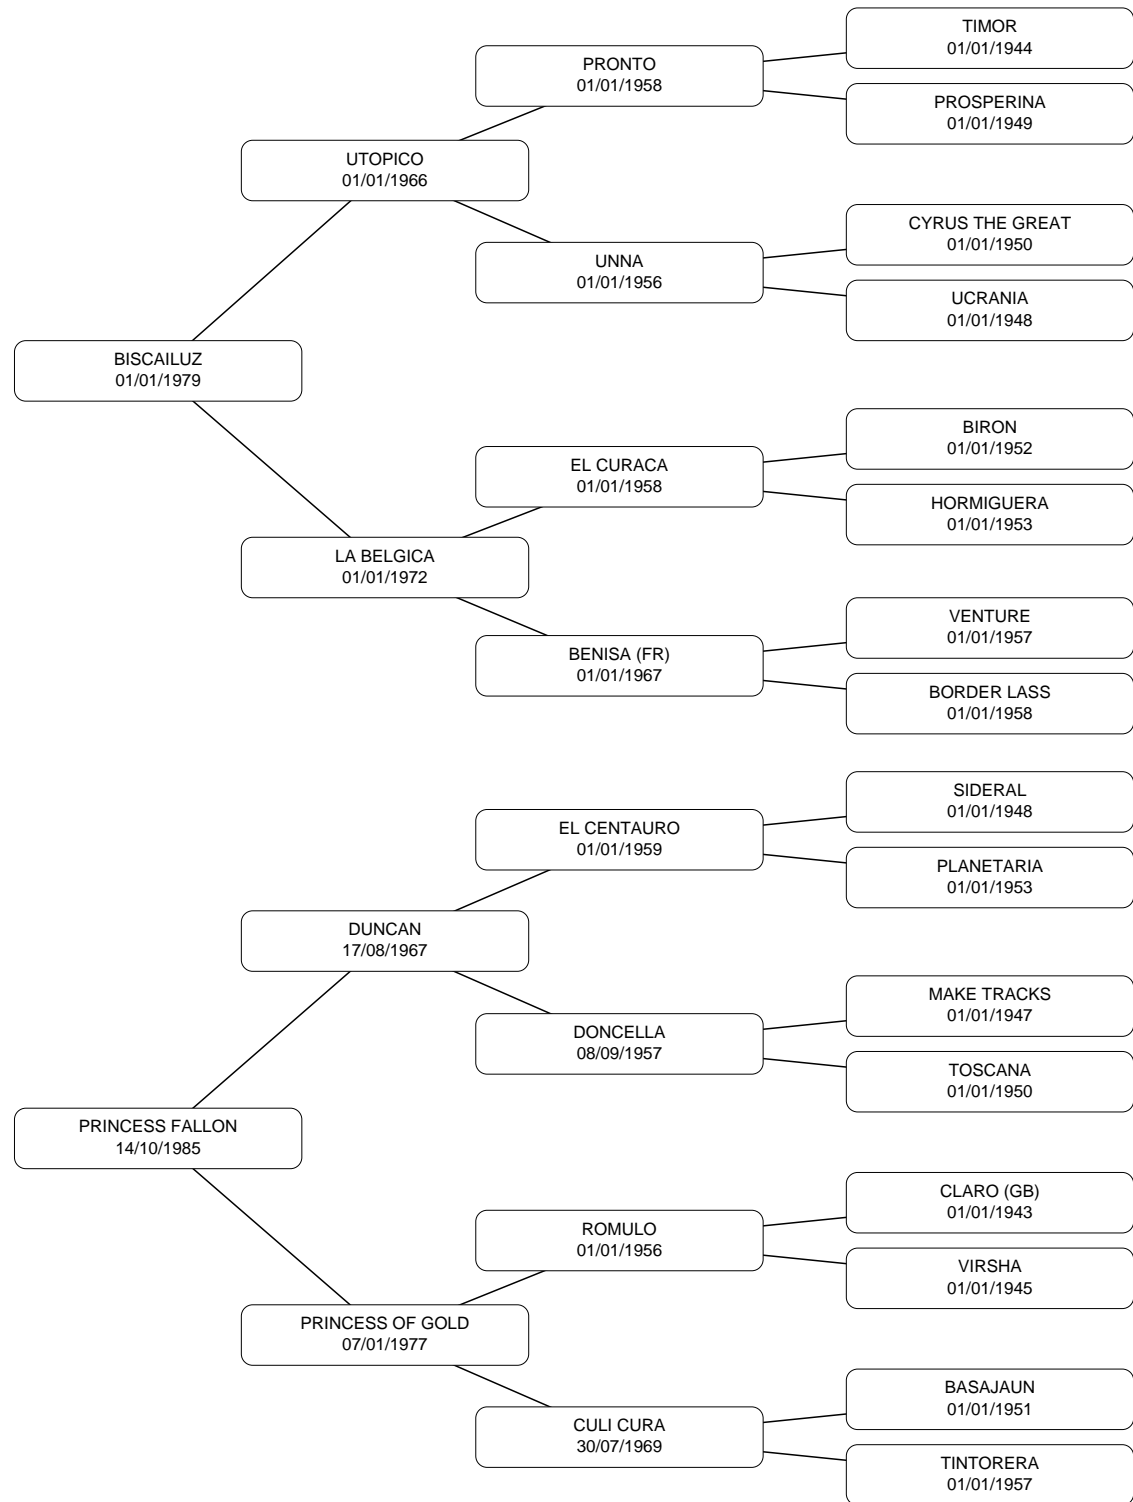 TIMOR
01/01/1944
PRONTO
01/01/1958
PROSPERINA
01/01/1949
UTOPICO
01/01/1966
CYRUS THE GREAT
01/01/1950
UNNA
01/01/1956
UCRANIA
01/01/1948
BISCAILUZ
01/01/1979
BIRON
01/01/1952
EL CURACA
01/01/1958
HORMIGUERA
01/01/1953
LA BELGICA
01/01/1972
VENTURE
01/01/1957
BENISA (FR)
01/01/1967
BORDER LASS
01/01/1958
SIDERAL
01/01/1948
EL CENTAURO
01/01/1959
PLANETARIA
01/01/1953
DUNCAN
17/08/1967
MAKE TRACKS
01/01/1947
DONCELLA
08/09/1957
TOSCANA
01/01/1950
PRINCESS FALLON
14/10/1985
CLARO (GB)
01/01/1943
ROMULO
01/01/1956
VIRSHA
01/01/1945
PRINCESS OF GOLD
07/01/1977
BASAJAUN
01/01/1951
CULI CURA
30/07/1969
TINTORERA
01/01/1957